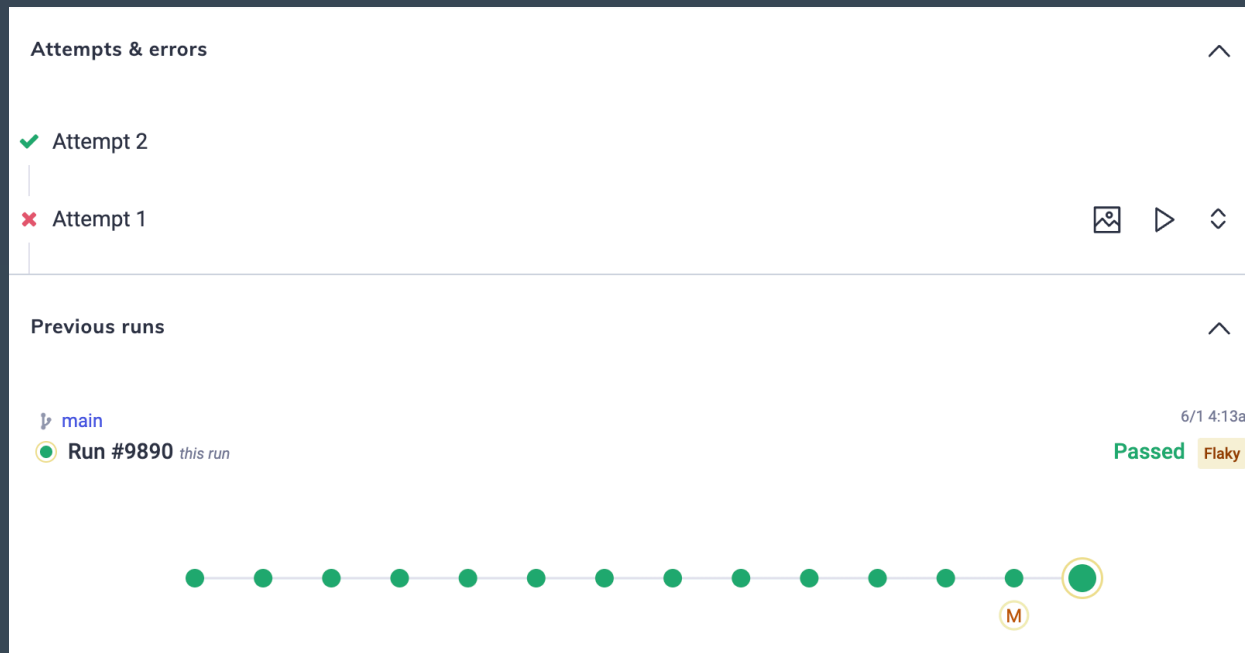 Attempts & errors
Attempt 2
Attempt 1
Previous runs
main
6/1 4:13a
Run #9890 this run
Passed Flaky
M